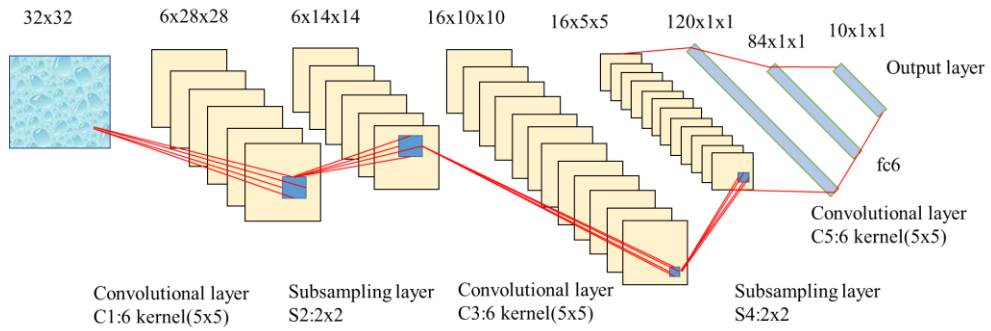 32x32
6x28x28
6x14x14
16x10x10
16x5x5
120x1x1
84x1x1
10x1x1
Output layer
fc6
Convolutional layer
C5:6 kernel(5x5)
Convolutional layer
C1:6 kernel(5x5)
Subsampling layer
S2:2x2
Convolutional layer
C3:6 kernel(5x5)
Subsampling layer
S4:2x2